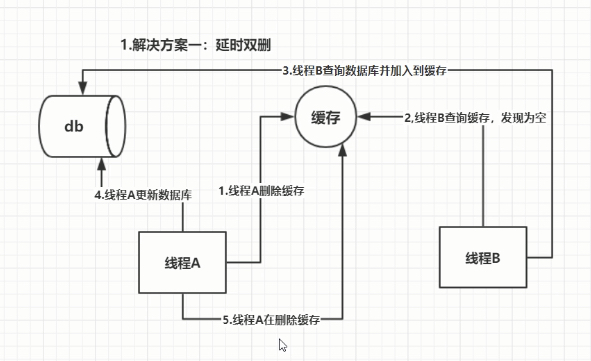 1.解决方案一：延时双删
3.线程B查询数据库并加入到缓存
db
缓存
2,线程B查询缓存，发现为空
4.线程A更新数据库
1.线程A删除缓存
线程A
线程B
5.线程A在删除缓存